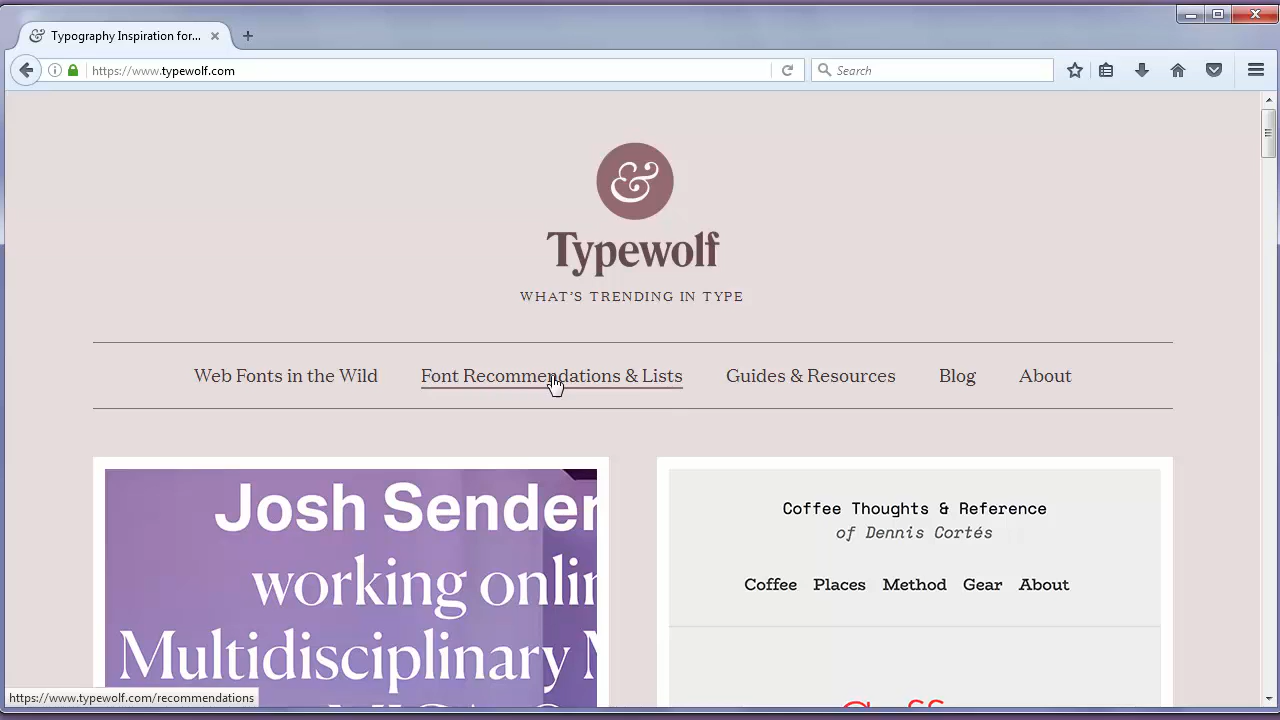 Typography Inspiration for...
https://www.typewolf.com
Search
&
Typewolf
WHAT'S TRENDING IN TYPE
Web Fonts in the Wild
Font Recommendations & Lists
Guides & Resources
Blog
About
Josh Sender
working onlin
Multidisciplinary
Coffee Thoughts & Reference
of Dennis Cortés
Coffee Places Method Gear About
https://www.typewolf.com/recommendations